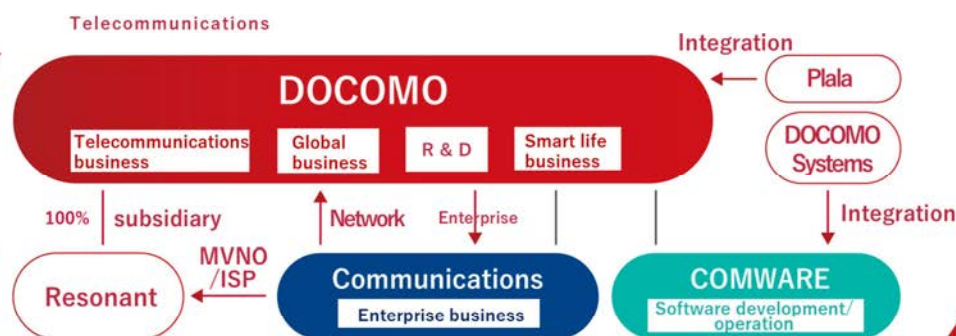 Telecommunications
Integration
DOCOMO
Plala
Telecommunications
business
Global
business
R & D
Smart life
business
DOCOMO
Systems
100% subsidiary
Network
Enterprise
Integration
MVNO
/ISP
Resonant
Communications
Enterprise business
COMWARE
Software development/
operation